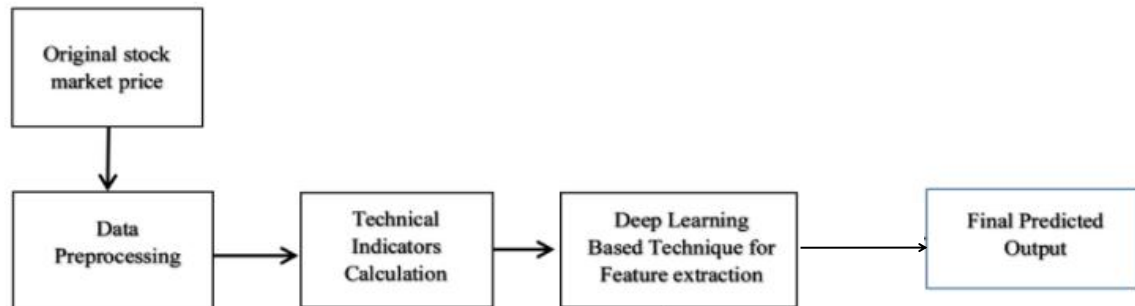 Original stock
market price
Data
Preprocessing
Technical
Indicators
Calculation
Deep Learning
Based Technique for
Feature extraction
Final Predicted
Output